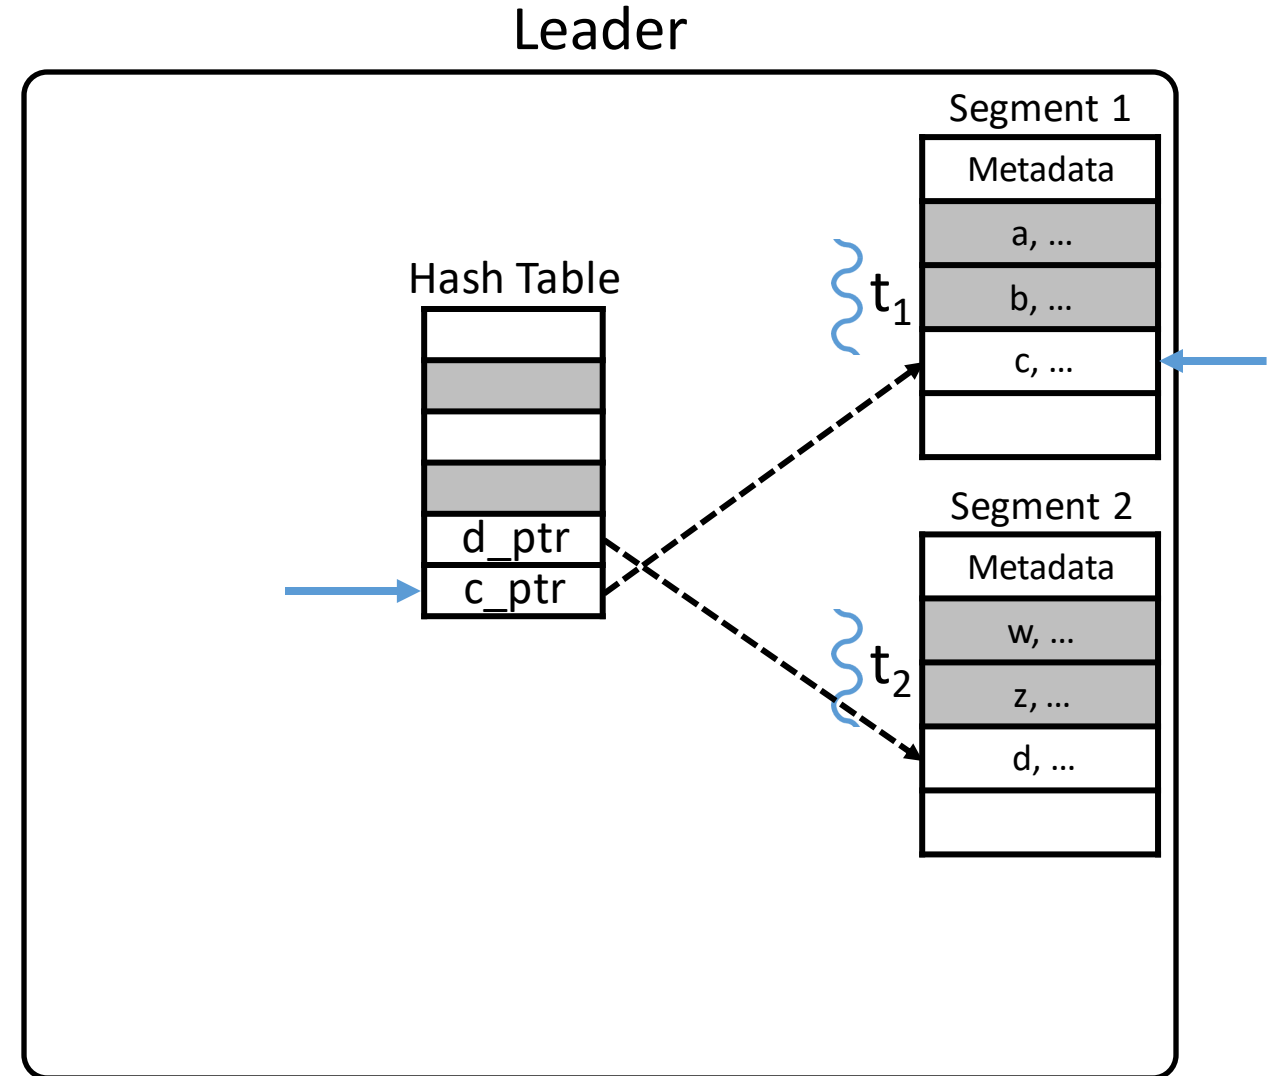 Leader
Hash Table
d_ptr
c_ptr
t1
Segment 1
Metadata
a, ...
b, ...
c, ...
t2
Segment 2
Metadata
w, ...
z, ...
d, ...